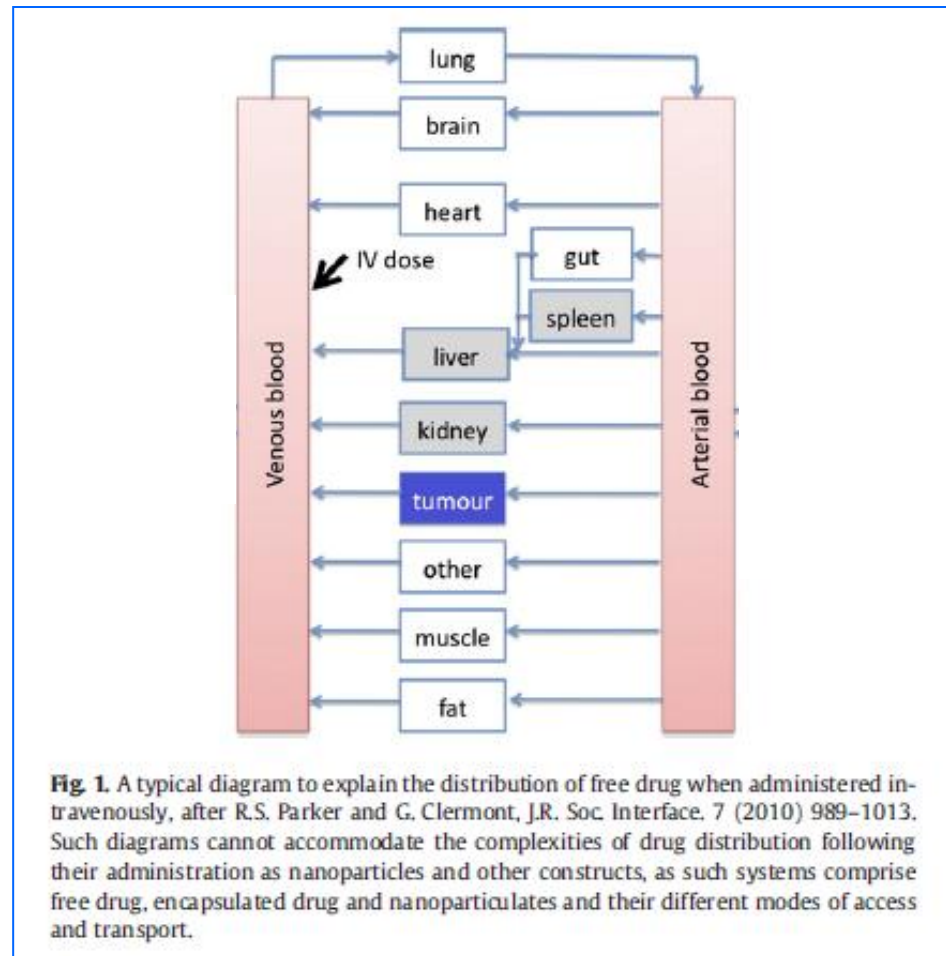 lung
brain
heart
IV dose
gut
spleen
liver
kidney
tumour
other
muscle
fat
Venous blood
Arterial blood
Fig. 1. A typical diagram to explain the distribution of free drug when administered in-
travenously, after R.S. Parker and G. Clermont, J.R. Soc. Interface. 7 (2010) 989–1013.
Such diagrams cannot accommodate the complexities of drug distribution following
their administration as nanoparticles and other constructs, as such systems comprise
free drug, encapsulated drug and nanoparticulates and their different modes of access
and transport.